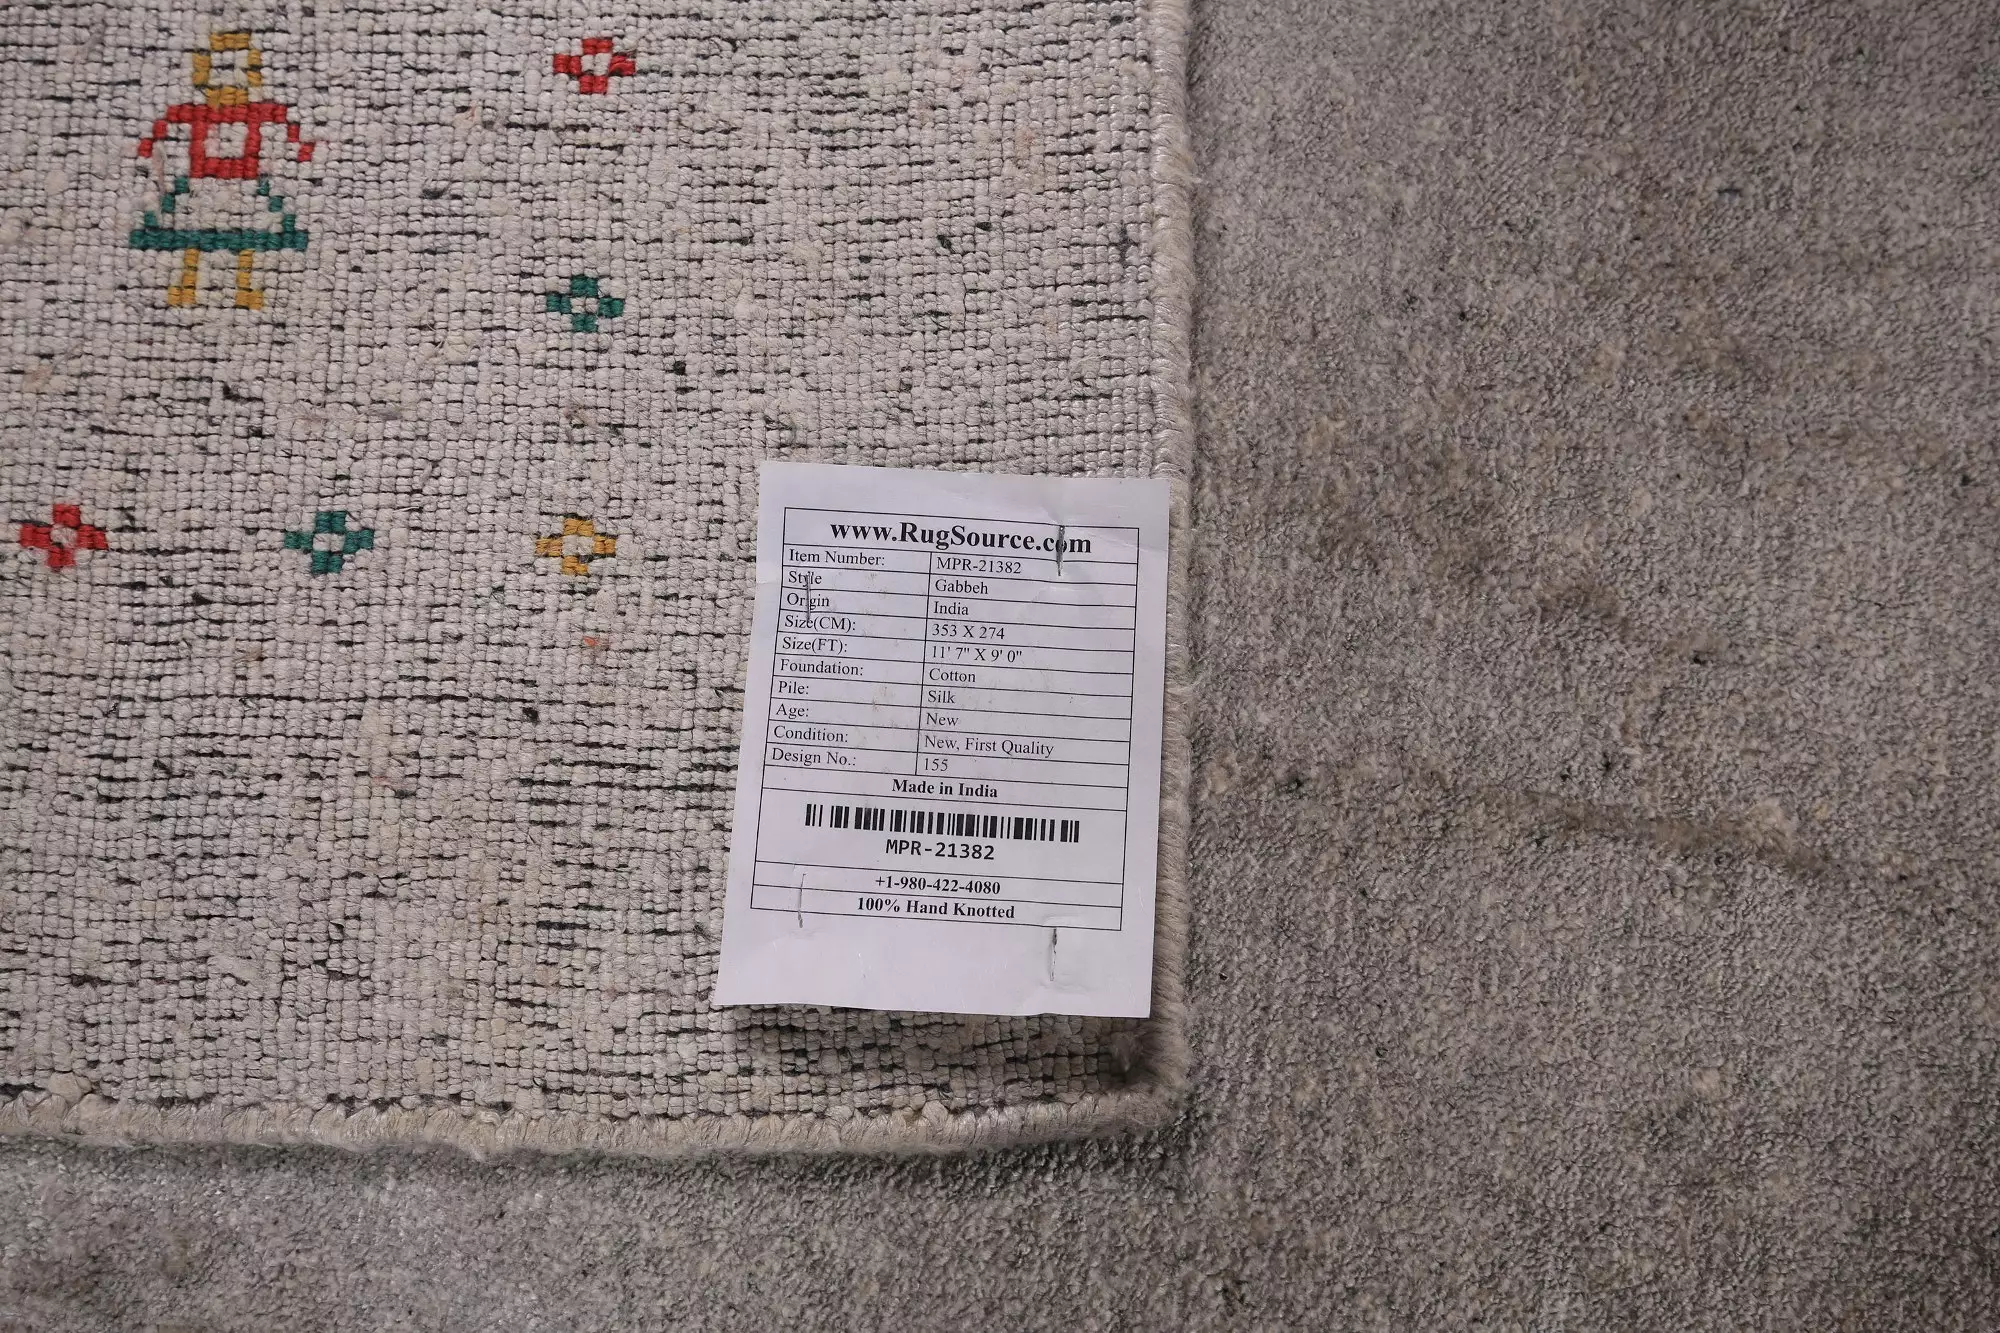 www.RugSource.com
Item Number: MPR-21382
Style Gabbeh
Origin India
Size(CM): 353 X 274
Size(FT): 11' 7" X 9' 0"
Foundation: Cotton
Pile: Silk
Age: New
Condition: New, First Quality
Design No.: 155
Made in India
MPR-21382
+1-980-422-4080
100% Hand Knotted